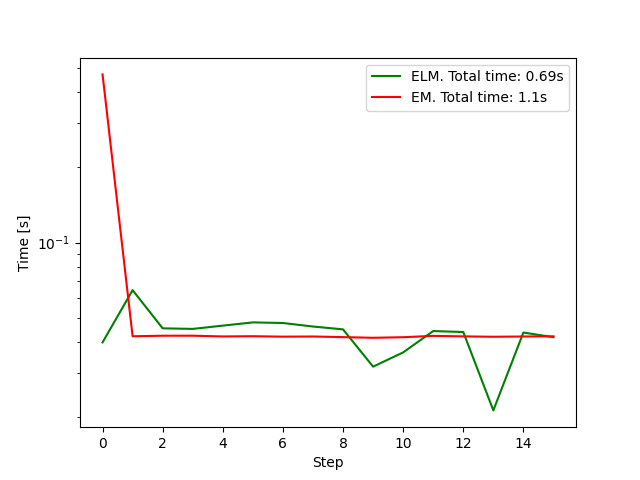 ELM. Total time: 0.69s
EM. Total time: 1.1s
Time [s]
10⁻¹
0 2 4 6 8 10 12 14
Step